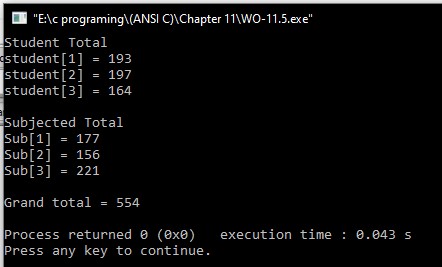 "E:\c programing\(ANSI C)\Chapter 11\WO-11.5.exe"
Student Total
student[1] = 193
student[2] = 197
student[3] = 164
Subjected Total
Sub[1] = 177
Sub[2] = 156
Sub[3] = 221
Grand total = 554
Process returned 0 (0x0)   execution time : 0.043 s
Press any key to continue.